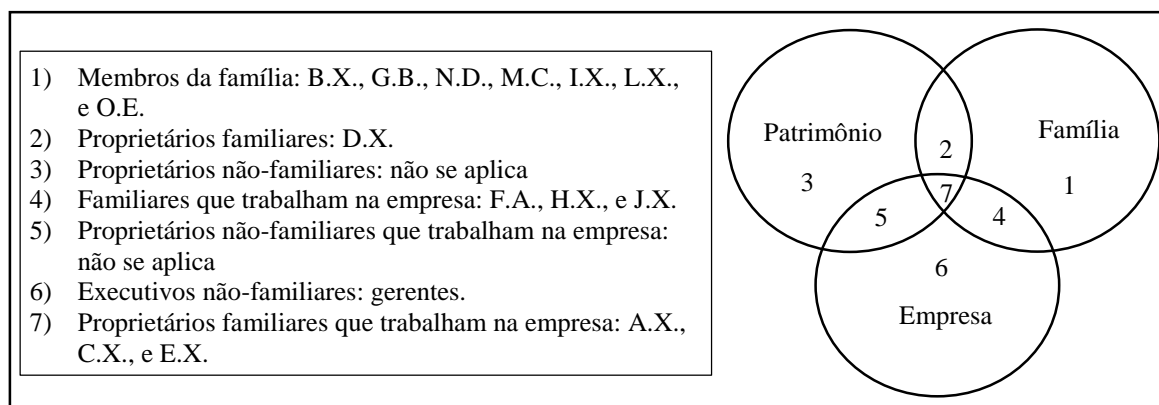 1) Membros da família: B.X., G.B., N.D., M.C., I.X., L.X.,
e O.E.
2) Proprietários familiares: D.X.
3) Proprietários não-familiares: não se aplica
4) Familiares que trabalham na empresa: F.A., H.X., e J.X.
5) Proprietários não-familiares que trabalham na empresa:
não se aplica
6) Executivos não-familiares: gerentes.
7) Proprietários familiares que trabalham na empresa: A.X.,
C.X., e E.X.
Patrimônio
Família
2
3
1
7
5
4
6
Empresa